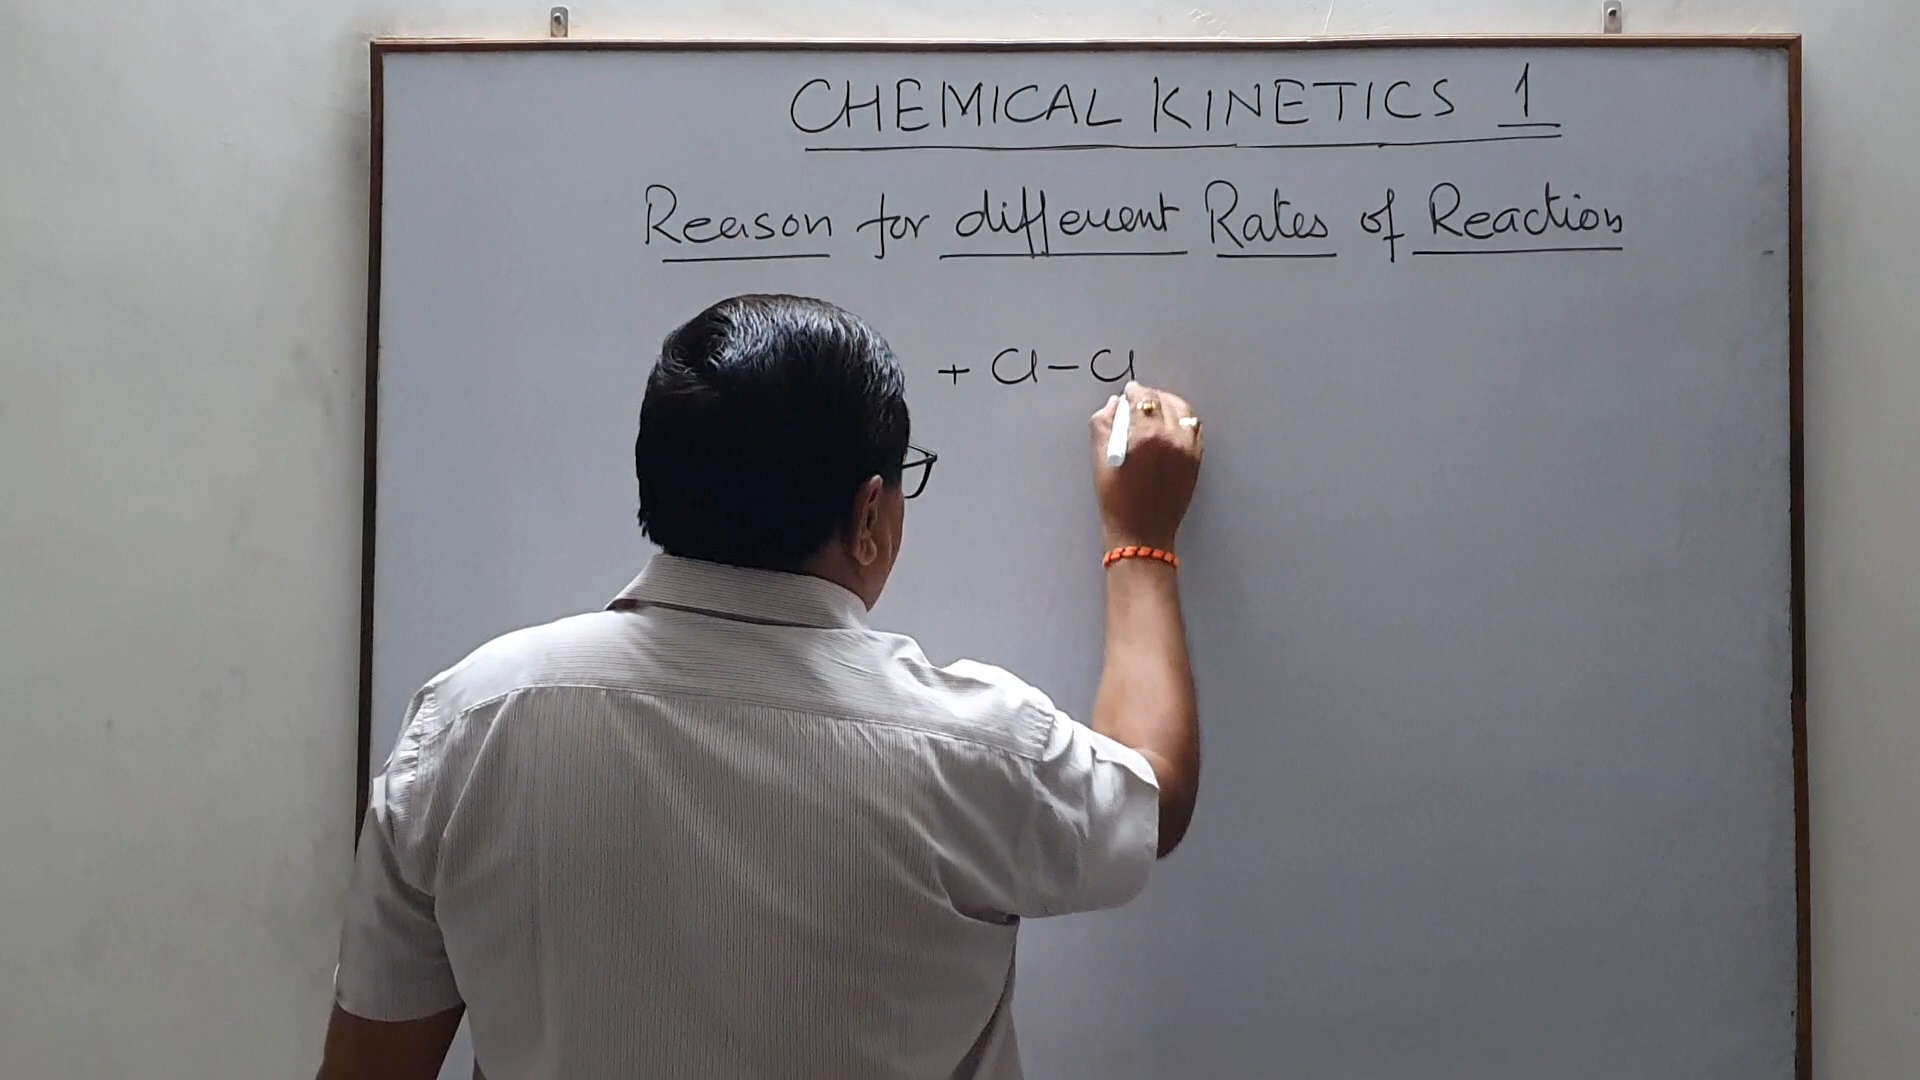 CHEMICAL KINETICS 1
Reason for different Rates of Reaction
+ Cl-Cl